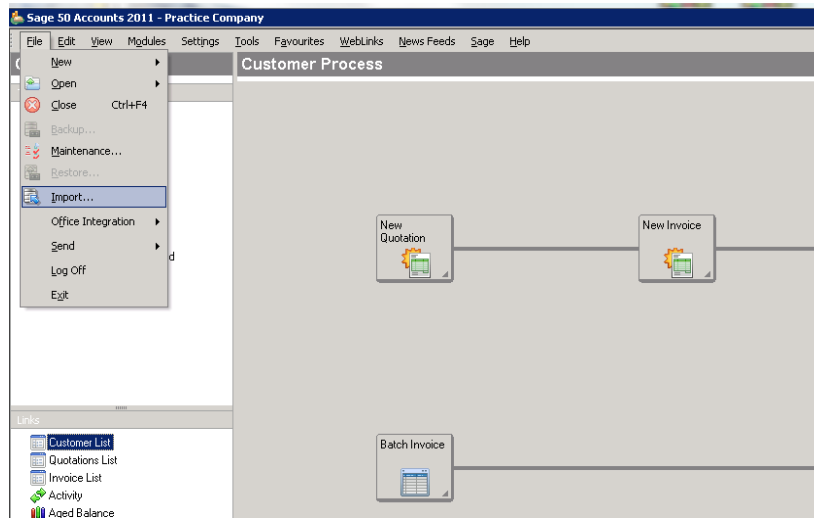 Sage 50 Accounts 2011 - Practice Company
File Edit View Modules Settings Tools Favourites WebLinks News Feeds Sage Help
Customer Process
New
Open
Close Ctrl+F4
Backup...
Maintenance...
Restore...
Import...
Office Integration
Send
Log Off
Exit
New
Quotation
New Invoice
Batch Invoice
Links
Customer List
Quotations List
Invoice List
Activity
Aged Balance